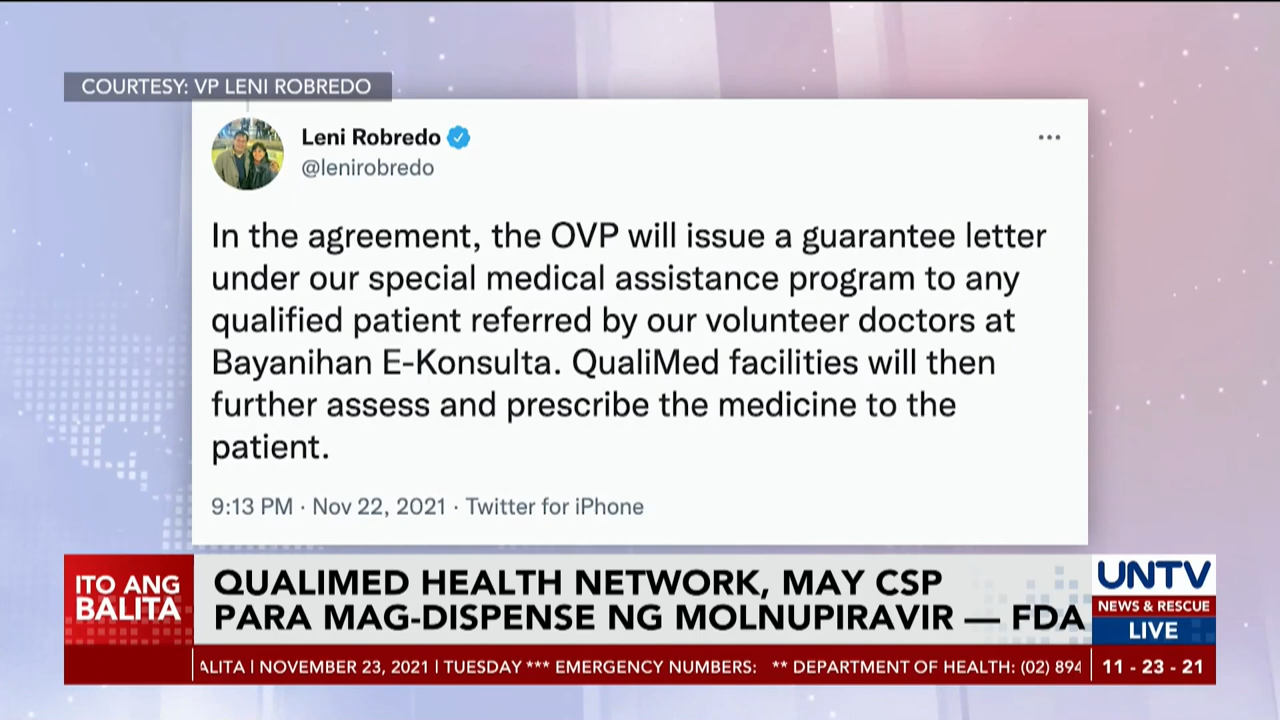 COURTESY: VP LENI ROBREDO
Leni Robredo
@lenirobredo
In the agreement, the OVP will issue a guarantee letter
under our special medical assistance program to any
qualified patient referred by our volunteer doctors at
Bayanihan E-Konsulta. QualiMed facilities will then
further assess and prescribe the medicine to the
patient.
9:13 PM · Nov 22, 2021 · Twitter for iPhone
ITO ANG
BALITA
QUALIMED HEALTH NETWORK, MAY CSP
PARA MAG-DISPENSE NG MOLNUPIRAVIR — FDA
UNTV
NEWS & RESCUE
LIVE
ALITA | NOVEMBER 23, 2021 | TUESDAY *** EMERGENCY NUMBERS: ** DEPARTMENT OF HEALTH: (02) 894
11 - 23 - 21